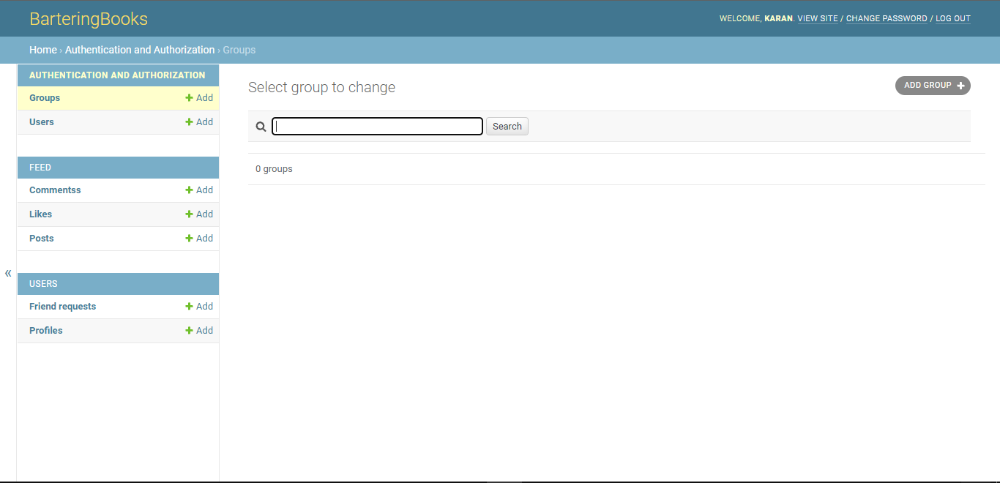 BarteringBooks
WELCOME, KARAN. VIEW SITE / CHANGE PASSWORD / LOG OUT
Home › Authentication and Authorization › Groups
AUTHENTICATION AND AUTHORIZATION
Groups + Add
Users + Add
FEED
Commentss + Add
Likes + Add
Posts + Add
«
USERS
Friend requests + Add
Profiles + Add
Select group to change
ADD GROUP +
Search
0 groups